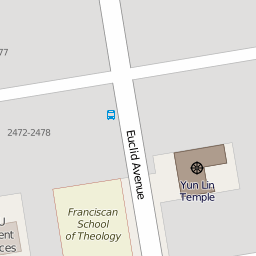 77
2472-2478
Euclid Avenue
Yun Lin
Temple
Franciscan
School
of Theology
U
ent
ces